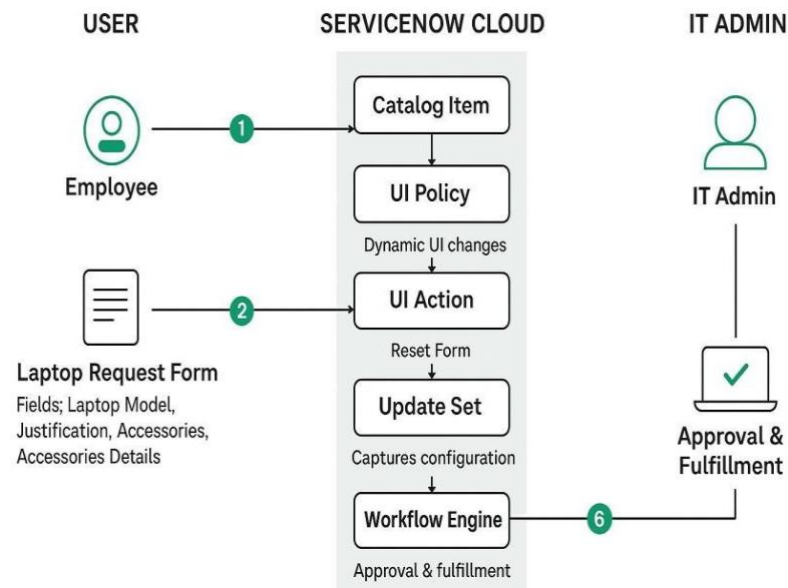 USER
SERVICENOW CLOUD
IT ADMIN
1
Employee
2
Laptop Request Form
Fields; Laptop Model,
Justification, Accessories,
Accessories Details
Catalog Item
UI Policy
Dynamic UI changes
UI Action
Reset Form
Update Set
Captures configuration
Workflow Engine
Approval & fulfillment
6
IT Admin
Approval &
Fulfillment